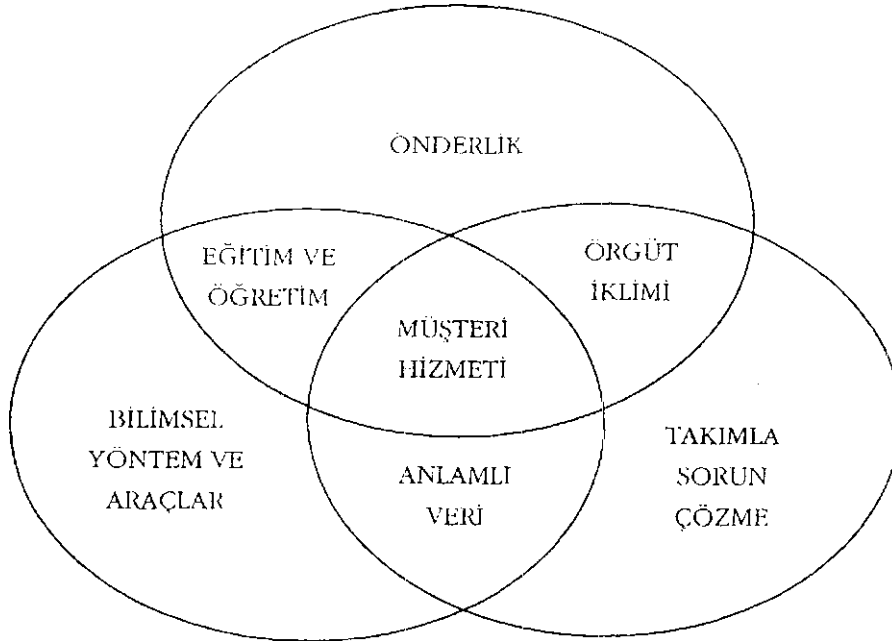 ÖNDERLİK
EĞİTİM VE
ÖĞRETİM
ÖRGÜT
İKLİMİ
MÜŞTERİ
HİZMETİ
BİLİMSEL
YÖNTEM VE
ARAÇLAR
ANLAMLI
VERİ
TAKIMLA
SORUN
ÇÖZME